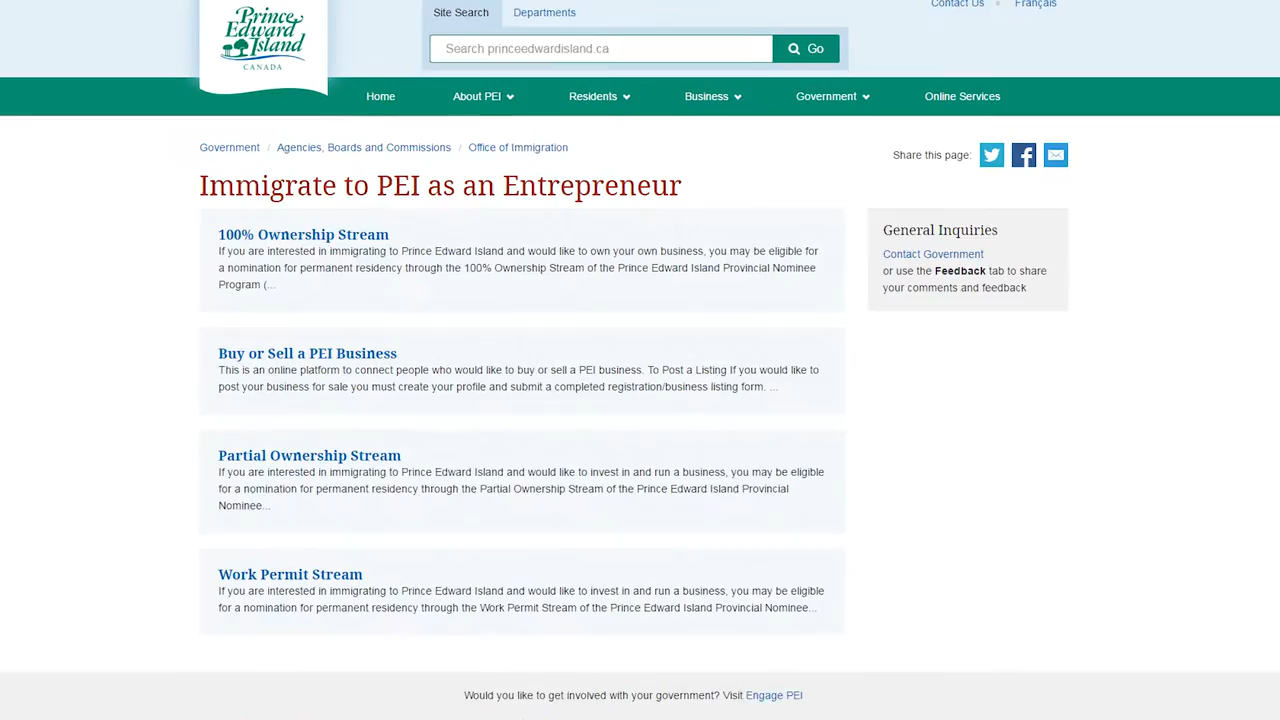 Contact Us
Français
Prince
Edward
Island
CANADA
Site Search
Departments
Search princeedwardisland.ca
Go
Home
About PEI
Residents
Business
Government
Online Services
Government / Agencies, Boards and Commissions / Office of Immigration
Share this page:
Immigrate to PEI as an Entrepreneur
100% Ownership Stream
If you are interested in immigrating to Prince Edward Island and would like to own your own business, you may be eligible for
a nomination for permanent residency through the 100% Ownership Stream of the Prince Edward Island Provincial Nominee
Program (...
Buy or Sell a PEI Business
This is an online platform to connect people who would like to buy or sell a PEI business. To Post a Listing If you would like to
post your business for sale you must create your profile and submit a completed registration/business listing form. ...
Partial Ownership Stream
If you are interested in immigrating to Prince Edward Island and would like to invest in and run a business, you may be eligible
for a nomination for permanent residency through the Partial Ownership Stream of the Prince Edward Island Provincial
Nominee...
Work Permit Stream
If you are interested in immigrating to Prince Edward Island and would like to invest in and run a business, you may be eligible
for a nomination for permanent residency through the Work Permit Stream of the Prince Edward Island Provincial Nominee...
General Inquiries
Contact Government
or use the Feedback tab to share
your comments and feedback
Would you like to get involved with your government? Visit Engage PEI